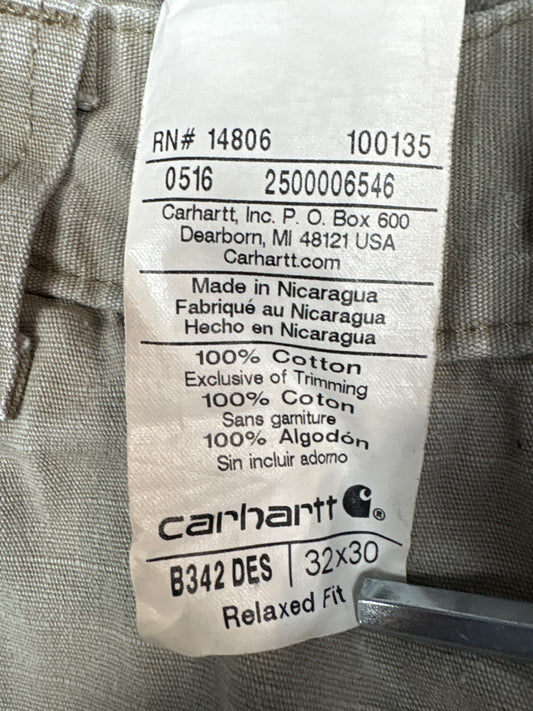 RN# 14806 100135
0516 2500006546
Carhartt, Inc. P. O. Box 600
Dearborn, MI 48121 USA
Carhartt.com
Made in Nicaragua
Fabriqué au Nicaragua
Hecho en Nicaragua
100% Cotton
Exclusive of Trimming
100% Coton
Sans garniture
100% Algodón
Sin incluir adorno
carhartt ®
B342 DES | 32x30
Relaxed Fit